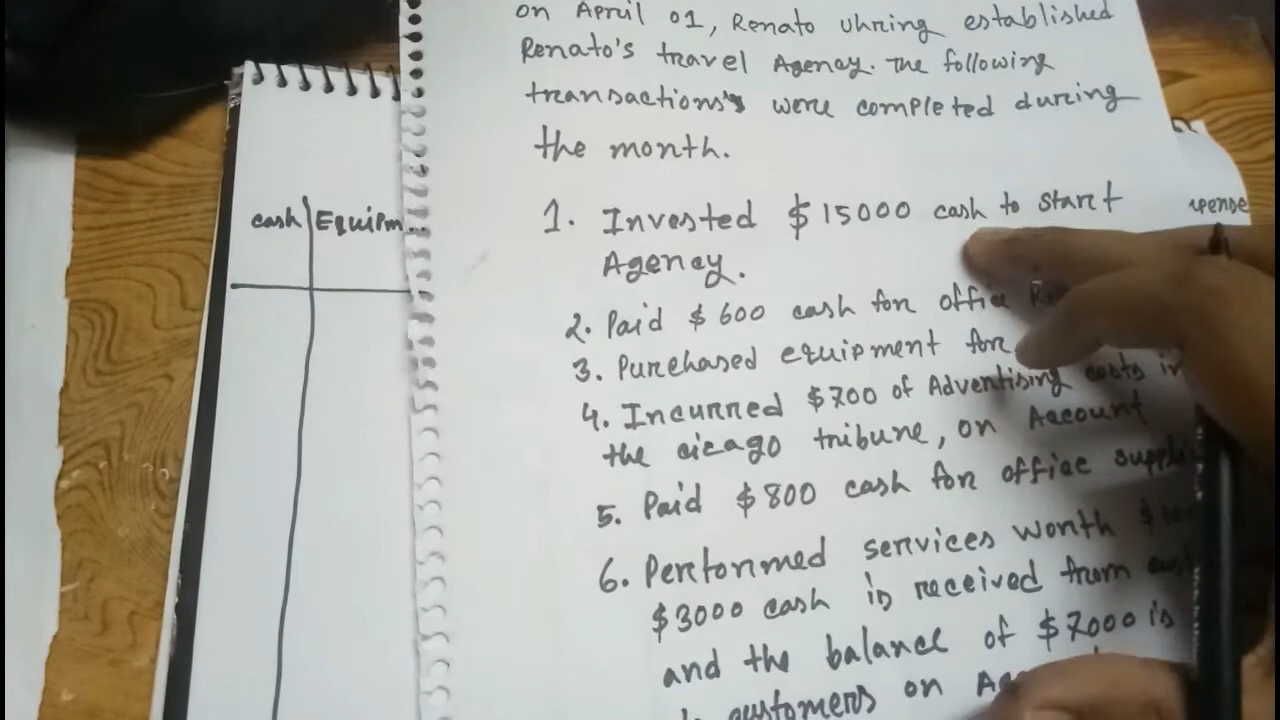 on April 01, Renato uhring established
Renato's travel Agency. The following
transactions were completed during
the month.
cash Equipm
1. Invested $15000 cash to start
Agency.
pense
2. Paid $600 cash for office
3. Purchased equipment for
4. Incurred $700 of Advertising costs in
the cicago tribune, on Account
5. Paid $800 cash for office suppl
6. Performed services worth $
$3000 cash is received from
and the balance of $7000 is
customers on